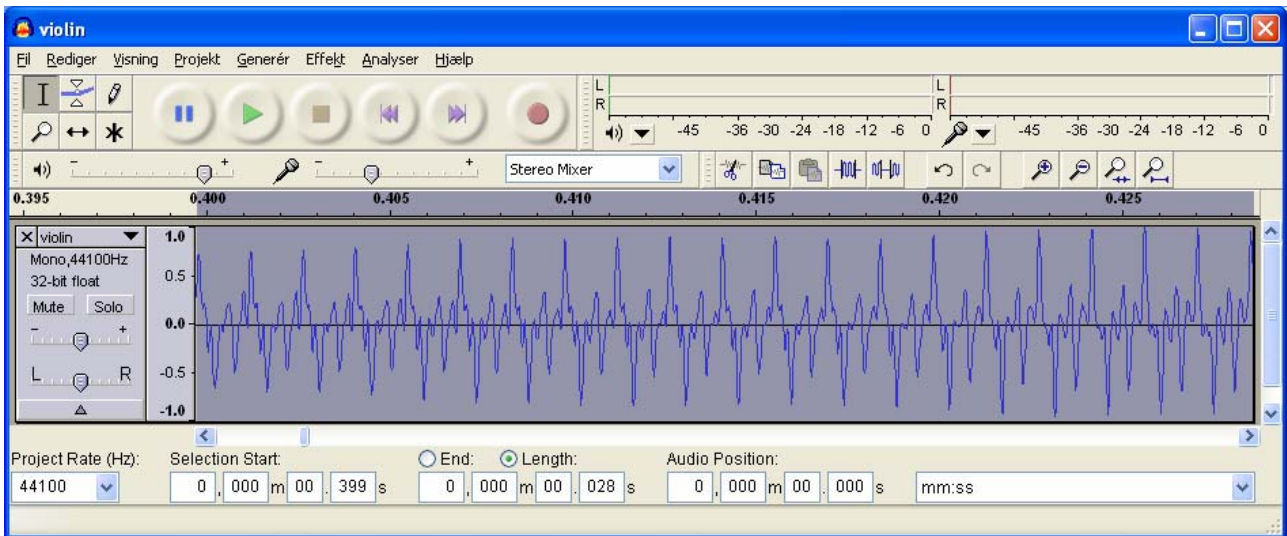 violin
Fil Rediger Visning Projekt Generér Effekt Analyser Hjælp
L
R
-45 -36 -30 -24 -18 -12 -6 0
L
R
-45 -36 -30 -24 -18 -12 -6 0
- + - + Stereo Mixer
0.395 0.400 0.405 0.410 0.415 0.420 0.425
X violin
Mono,44100Hz
32-bit float
Mute Solo
- +
L R
1.0
0.5
0.0
-0.5
-1.0
Project Rate (Hz): Selection Start: End: Length: Audio Position:
44100 0 , 000 m 00 . 399 s 0 , 000 m 00 . 028 s 0 , 000 m 00 . 000 s mm:ss